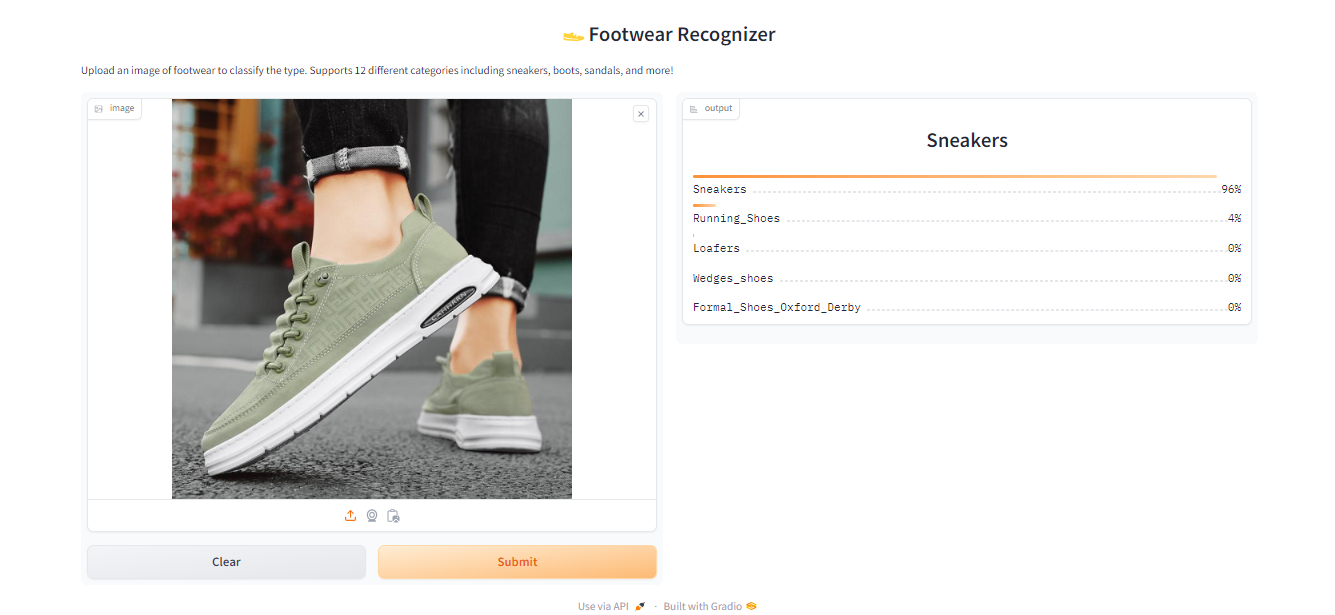 Footwear Recognizer
Upload an image of footwear to classify the type. Supports 12 different categories including sneakers, boots, sandals, and more!
image
output
Sneakers
Sneakers 96%
Running_Shoes 4%
Loafers 0%
Wedges_shoes 0%
Formal_Shoes_Oxford_Derby 0%
Clear
Submit
Use via API · Built with Gradio